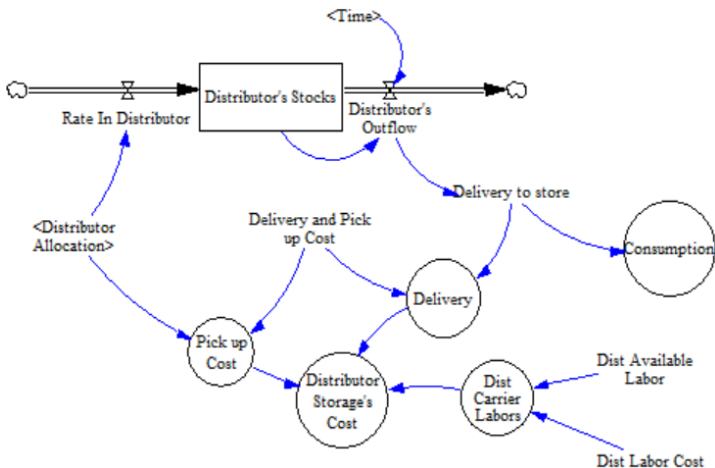 <Time>
Distributor's Stocks
Rate In Distributor
Distributor's
Outflow
Delivery to store
<Distributor
Allocation>
Delivery and Pick
up Cost
Consumption
Delivery
Pick up
Cost
Distributor
Storage's
Cost
Dist
Carrier
Labors
Dist Available
Labor
Dist Labor Cost